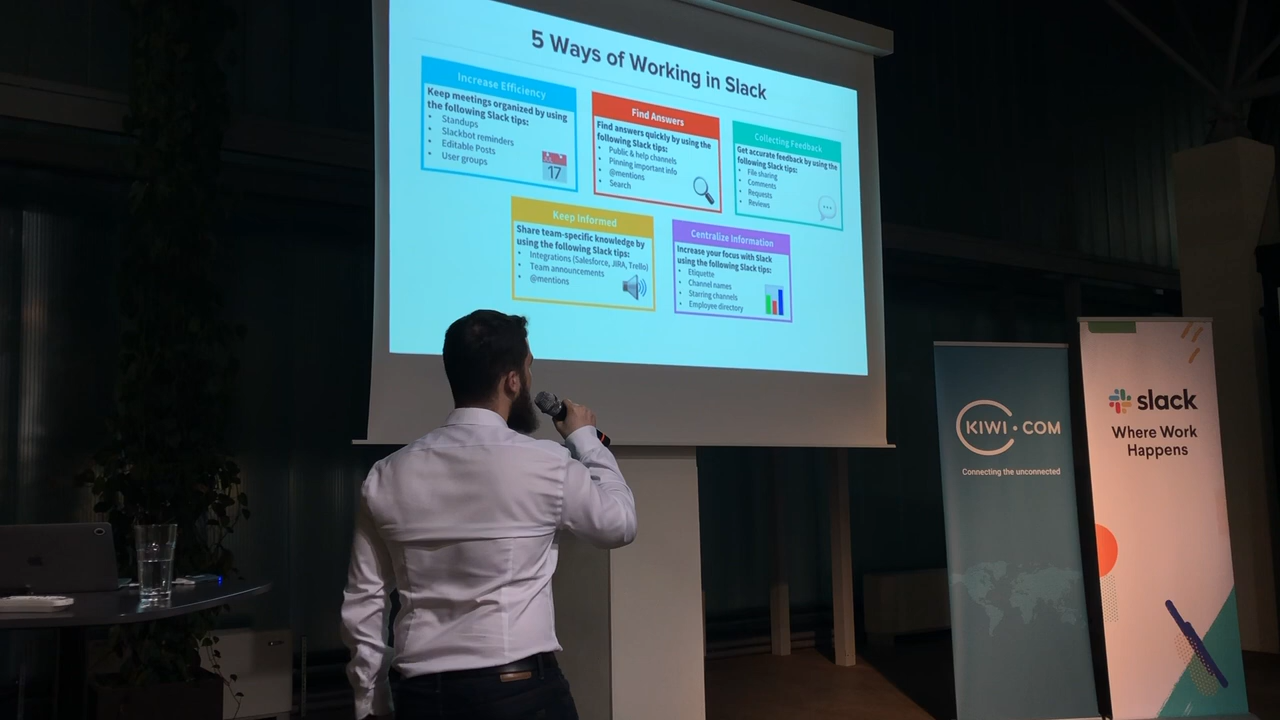 5 Ways of Working in Slack
Increase Efficiency
Keep meetings organized by using
the following Slack tips:
• Standups
• Slackbot reminders
• Editable Posts
• User groups
17
Find Answers
Find answers quickly by using the
following Slack tips:
• Public & help channels
• Pinning important info
• @mentions
• Search
Collecting Feedback
Get accurate feedback by using the
following Slack tips:
• File sharing
• Comments
• Requests
• Reviews
Keep Informed
Share team-specific knowledge by
using the following Slack tips:
• Integrations (Salesforce, JIRA, Trello)
• Team announcements
• @mentions
Centralize Information
Increase your focus with Slack
using the following Slack tips:
• Etiquette
• Channel names
• Starring channels
• Employee directory
KIWI.COM
Connecting the unconnected
slack
Where Work
Happens